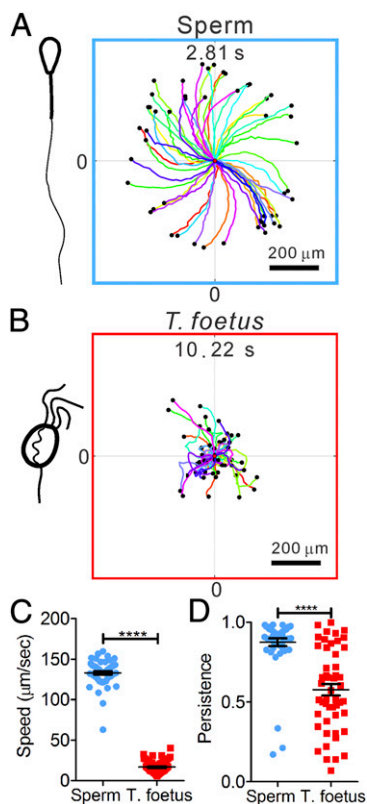 A
Sperm
2.81 s
0
200 μm
0
B
T. foetus
10.22 s
0
200 μm
0
C
D
****
****
Speed (μm/sec)
200
150
100
50
0
Sperm T. foetus
Persistence
1.0
0.5
0.0
Sperm T. foetus